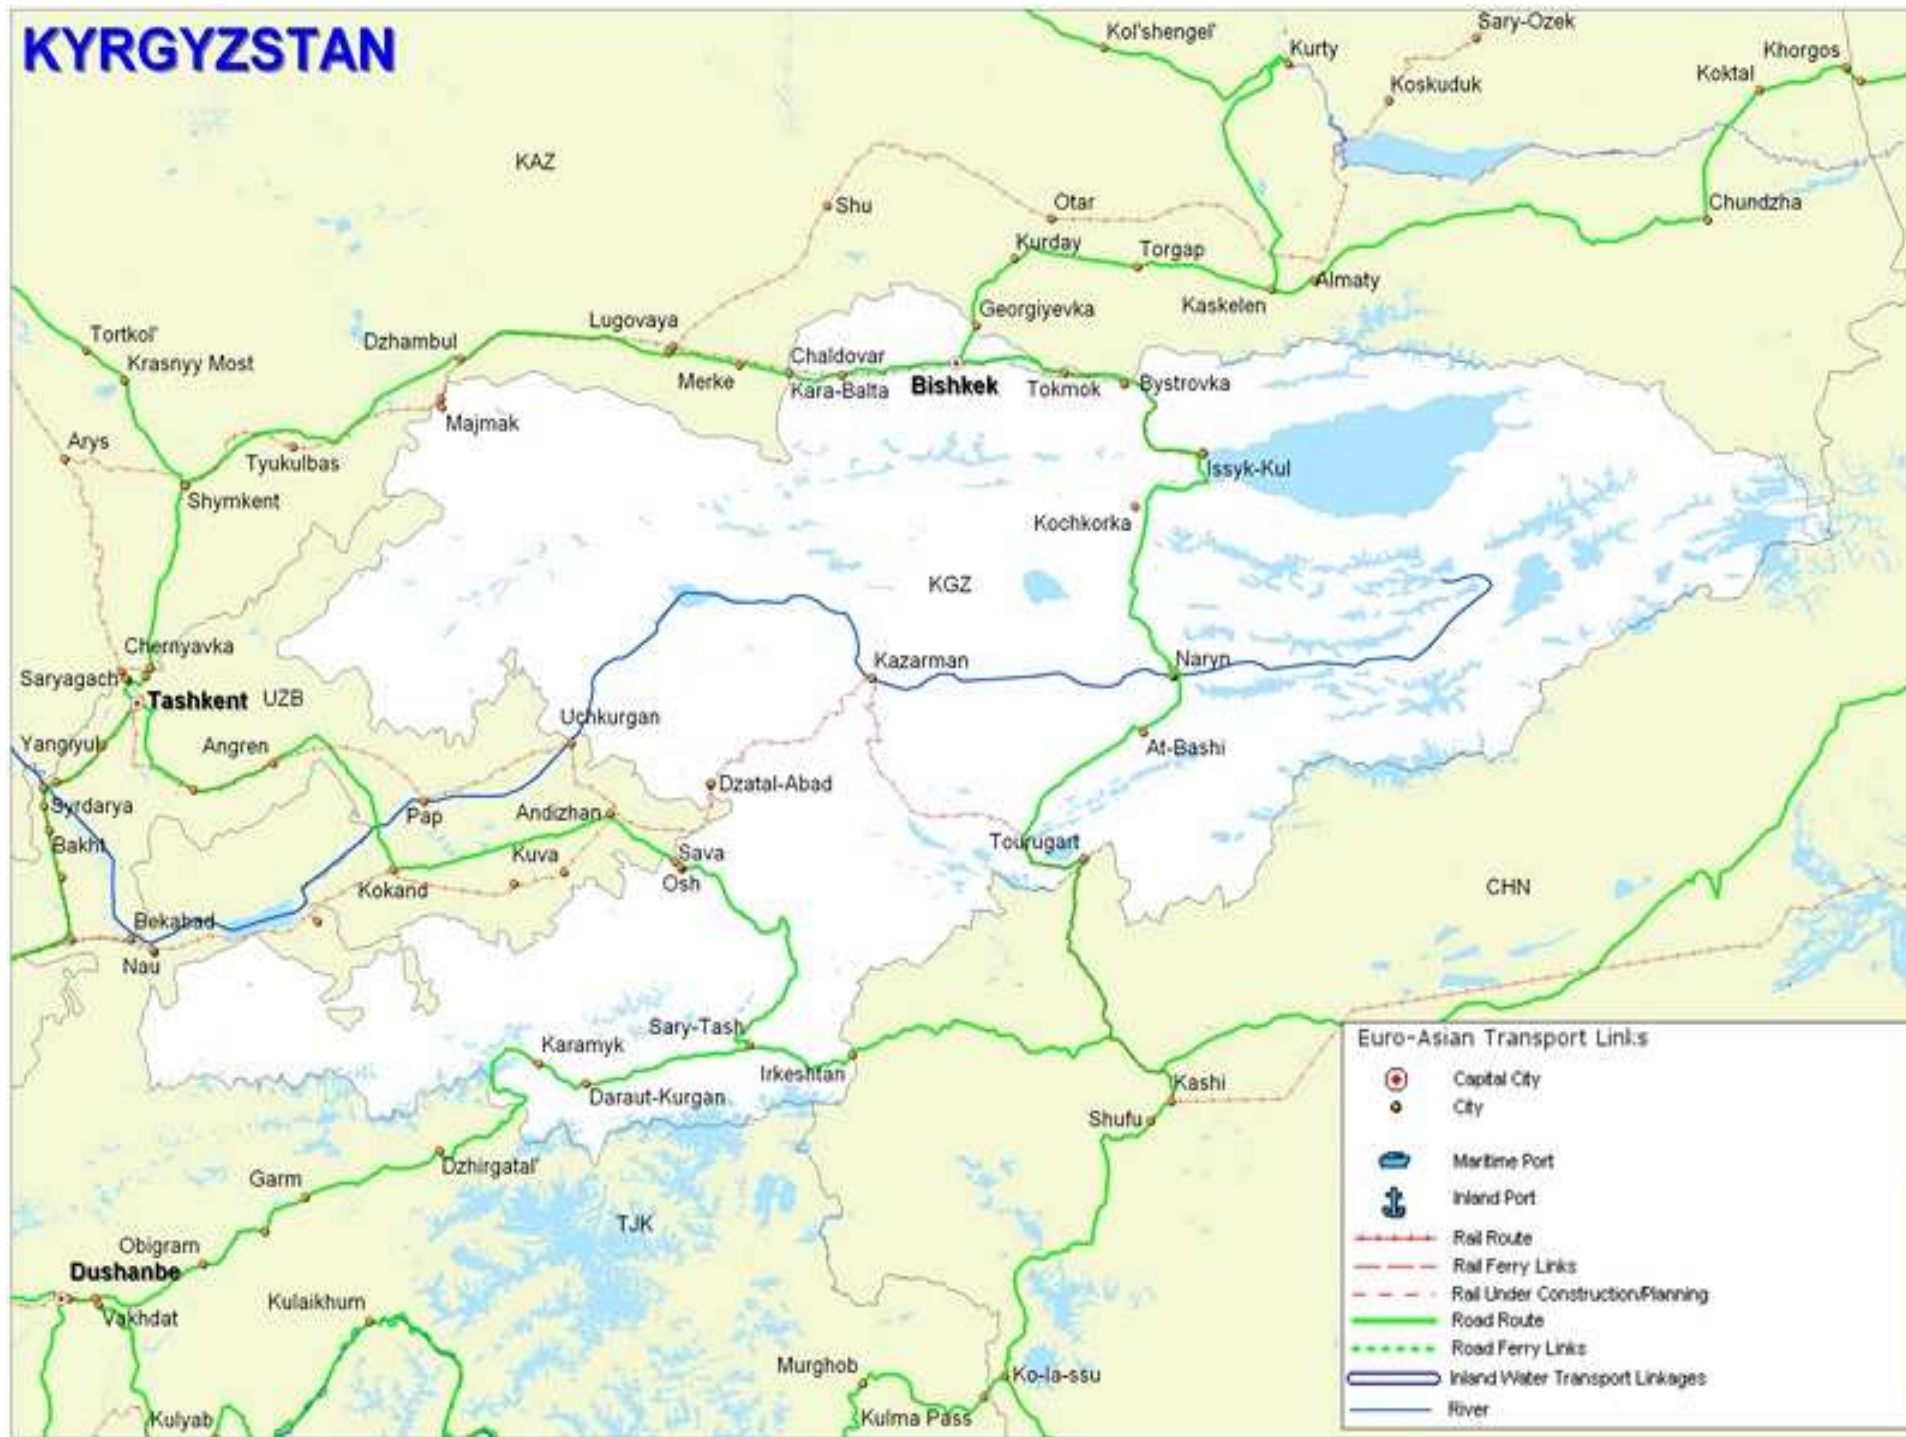 KYRGYZSTAN
Sary-Ozek
Kol'shengel'
Kurty
Khorgos
Koktal
Koskuduk
KAZ
Shu
Otar
Chundzha
Kurday
Torgap
Almaty
Kaskelen
Georgiyevka
Lugovaya
Tortkol'
Dzhambul
Krasnyy Most
Chaldovar
Merke
Kara-Balta
Bishkek
Tokmok
Bystrovka
Majmak
Arys
Tyukulbas
Issyk-Kul
Shymkent
Kochkorka
KGZ
Chernyavka
Kazarman
Naryn
Saryagach
Tashkent
UZB
Uchkurgan
Yangiyul
Angren
At-Bashi
Dzatal-Abad
Syrdarya
Pap
Andizhan
Bakht
Tourugart
Kuva
Sava
Kokand
Osh
CHN
Bekabad
Nau
Sary-Tash
Karamyk
Irkeshtan
Daraut-Kurgan
Kashi
Shufu
Dzhirgatal'
Garm
TJK
Obigram
Dushanbe
Kulaikhum
Vakhdat
Murghob
Ko-la-ssu
Kulyab
Kulma Pass
Euro-Asian Transport Links
Capital City
City
Maritime Port
Inland Port
Rail Route
Rail Ferry Links
Rail Under Construction/Planning
Road Route
Road Ferry Links
Inland Water Transport Linkages
River